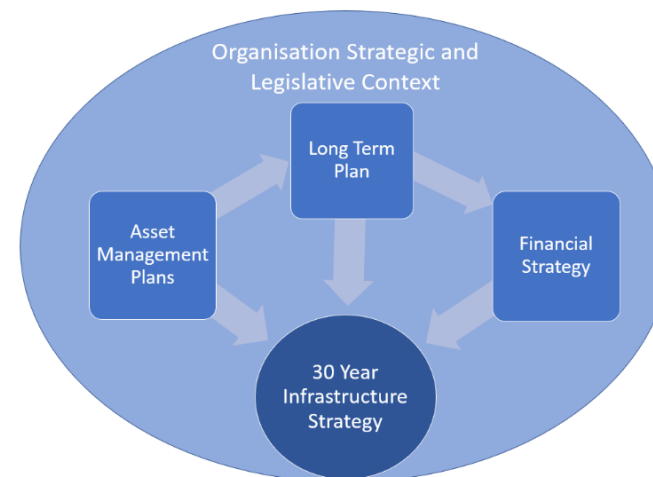 Organisation Strategic and
Legislative Context
Long Term
Plan
Asset
Management
Plans
Financial
Strategy
30 Year
Infrastructure
Strategy